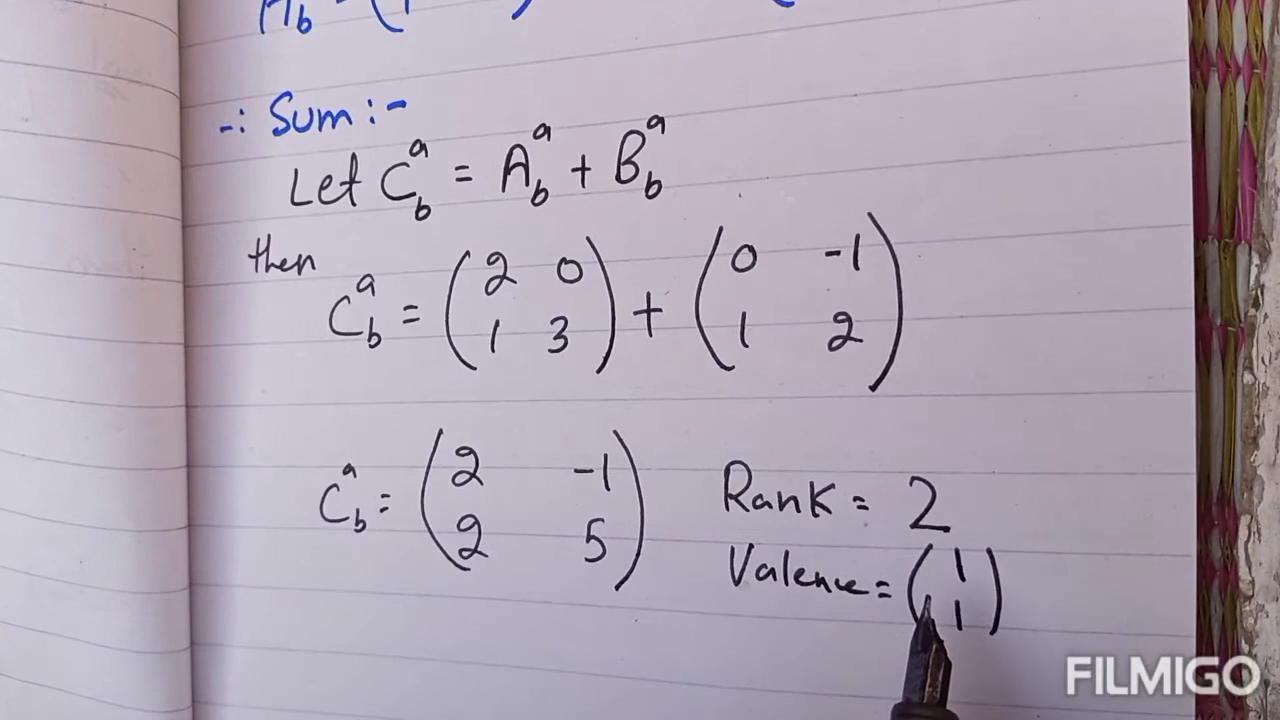 -: Sum :-
Let C^a_b = A^a_b + B^a_b
then
C^a_b = (2 0 1 3) + (0 -1 1 2)
C^a_b = (2 -1 2 5) Rank = 2
Valence = (1 1)
FILMIGO